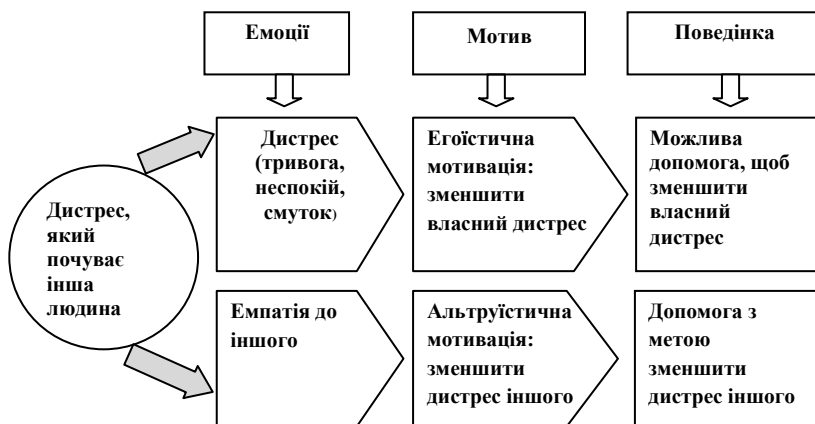 Емоції
Мотив
Поведінка
Дистрес,
який
почуває
інша
людина
Дистрес
(тривога,
неспокій,
смуток)
Егоїстична
мотивація:
зменшити
власний дистрес
Можлива
допомога, щоб
зменшити
власний
дистрес
Емпатія до
іншого
Альтруїстична
мотивація:
зменшити
дистрес іншого
Допомога з
метою
зменшити
дистрес іншого